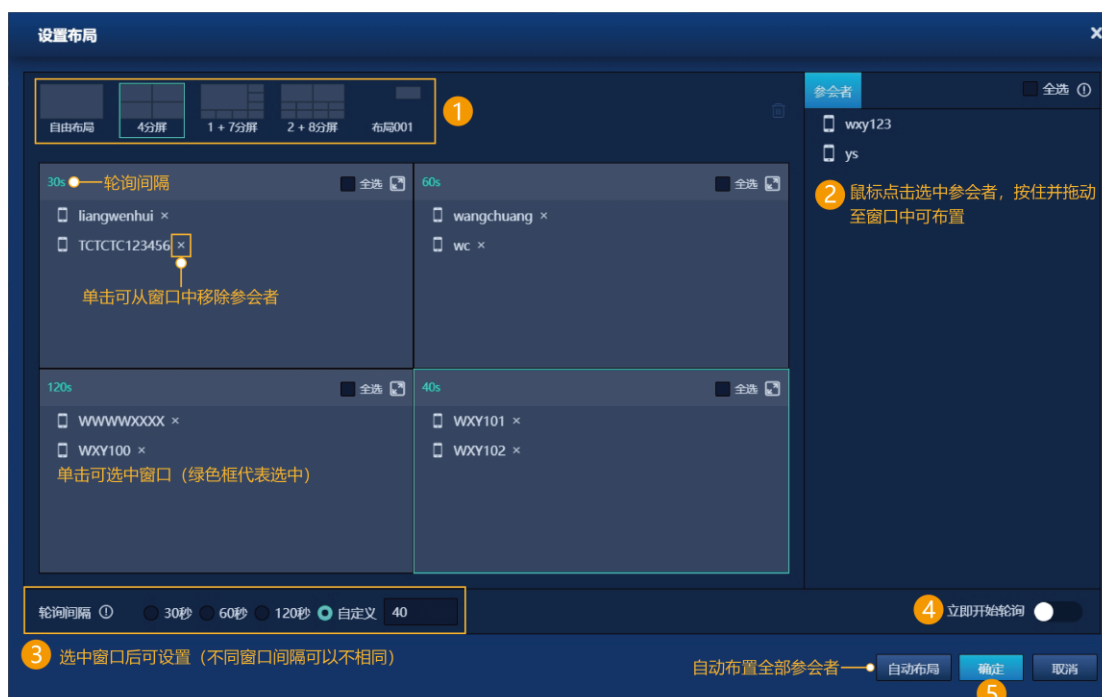 设置布局
×
自由布局 4分屏 1 + 7分屏 2 + 8分屏 布局001
1
参会者 全选
wxy123
ys
2 鼠标点击选中参会者，按住并拖动
至窗口中可布置
30s 轮询间隔 全选
liangwenhui ×
TCTCTC123456 ×
单击可从窗口中移除参会者
60s 全选
wangchuang ×
wc ×
120s 全选
WWWWXXXX ×
WXY100 ×
单击可选中窗口（绿色框代表选中）
40s 全选
WXY101 ×
WXY102 ×
轮询间隔 30秒 60秒 120秒 自定义 40
3 选中窗口后可设置（不同窗口间隔可以不相同）
4 立即开始轮询
自动布置全部参会者 自动布局 确定 取消
5